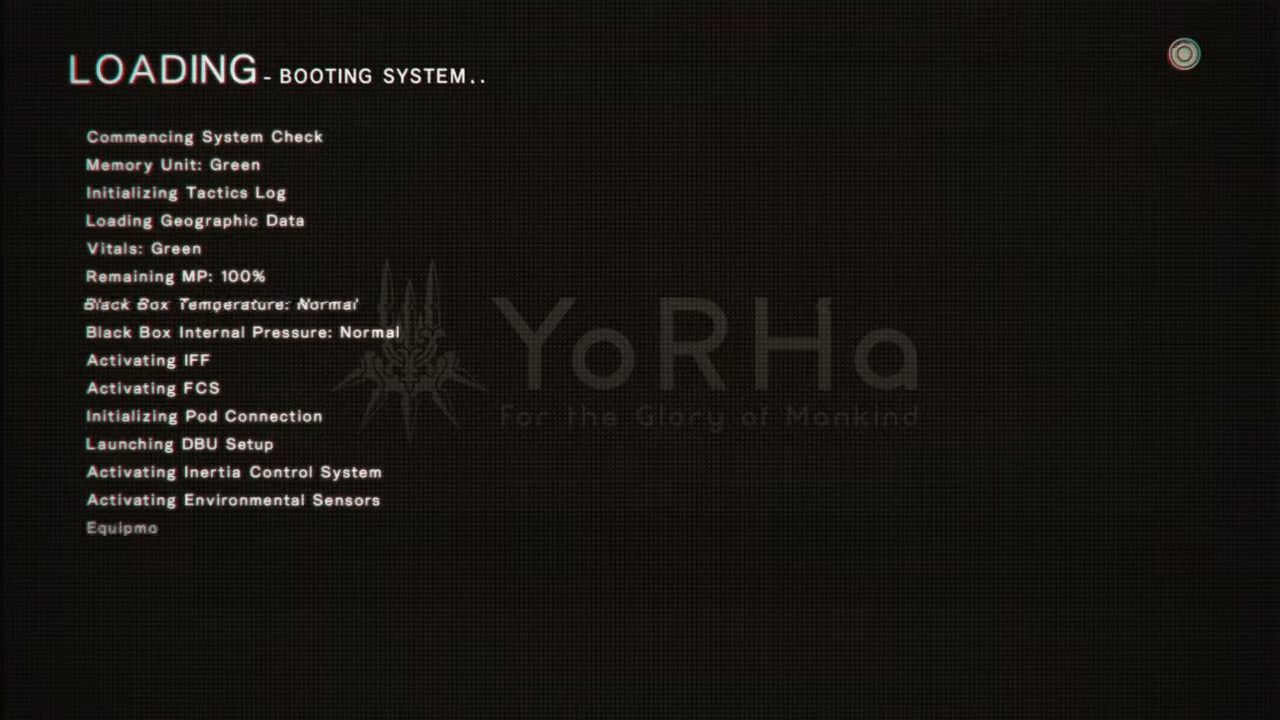 LOADING - BOOTING SYSTEM..
Commencing System Check
Memory Unit: Green
Initializing Tactics Log
Loading Geographic Data
Vitals: Green
Remaining MP: 100%
Black Box Temperature: Normal
Black Box Internal Pressure: Normal
Activating IFF
Activating FCS
Initializing Pod Connection
Launching DBU Setup
Activating Inertia Control System
Activating Environmental Sensors
Equipmo
YoRHa
For the Glory of Mankind